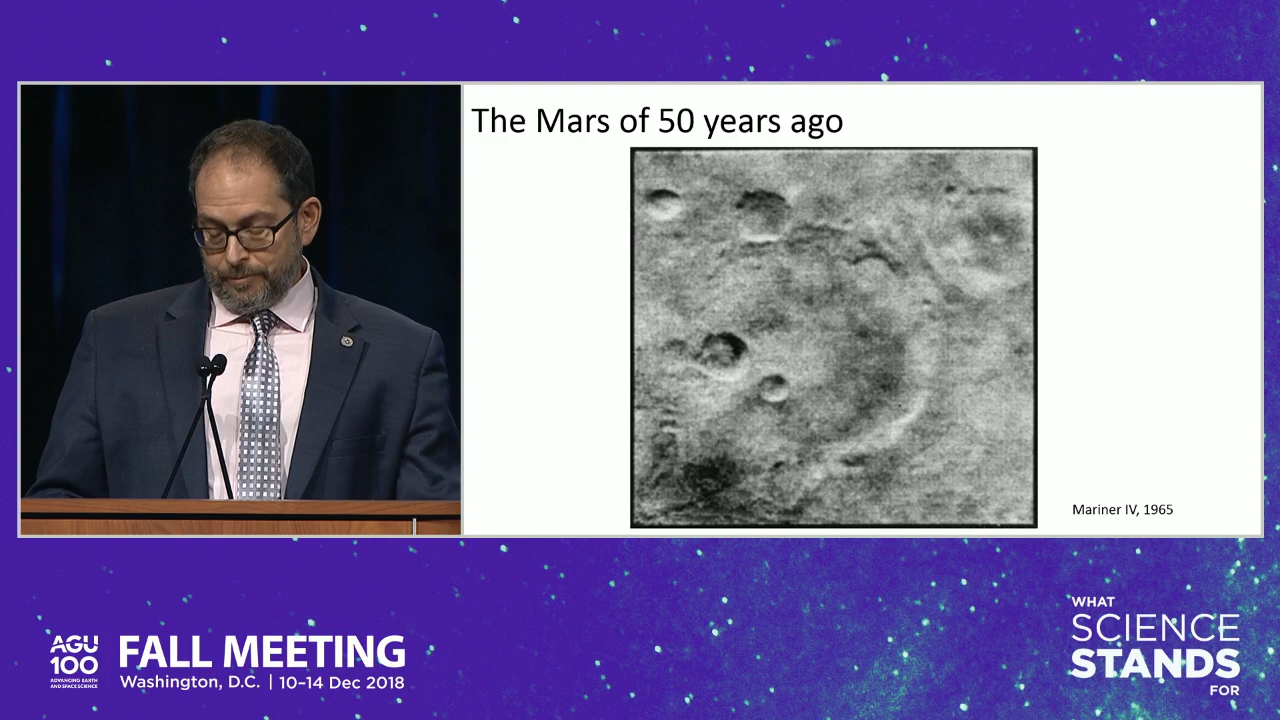 The Mars of 50 years ago
Mariner IV, 1965
AGU
100
ADVANCING EARTH
AND SPACE SCIENCE
FALL MEETING
Washington, D.C. | 10–14 Dec 2018
WHAT
SCIENCE
STANDS
FOR